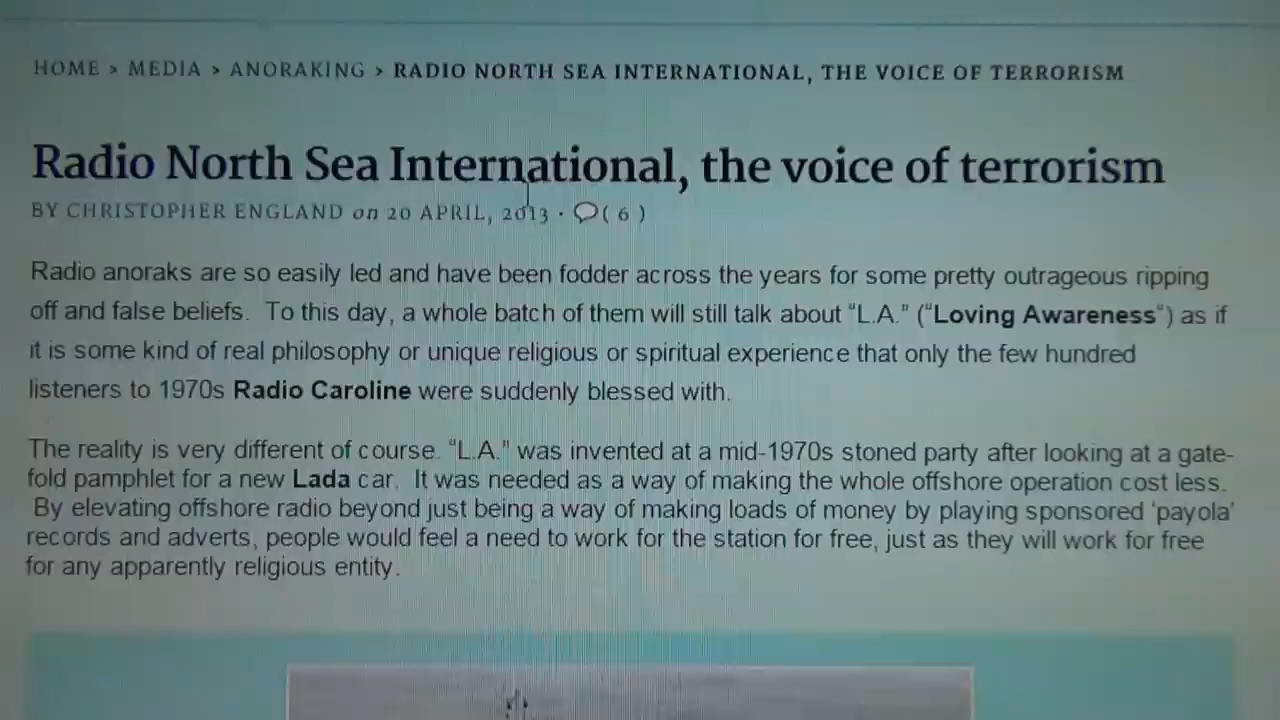 HOME > MEDIA > ANORAKING > RADIO NORTH SEA INTERNATIONAL, THE VOICE OF TERRORISM
Radio North Sea International, the voice of terrorism
BY CHRISTOPHER ENGLAND on 20 APRIL, 2013 · ( 6 )
Radio anoraks are so easily led and have been fodder across the years for some pretty outrageous ripping
off and false beliefs. To this day, a whole batch of them will still talk about “L.A.” (“Loving Awareness“) as if
it is some kind of real philosophy or unique religious or spiritual experience that only the few hundred
listeners to 1970s Radio Caroline were suddenly blessed with.
The reality is very different of course. “L.A.” was invented at a mid-1970s stoned party after looking at a gate-
fold pamphlet for a new Lada car. It was needed as a way of making the whole offshore operation cost less.
By elevating offshore radio beyond just being a way of making loads of money by playing sponsored ‘payola’
records and adverts, people would feel a need to work for the station for free, just as they will work for free
for any apparently religious entity.